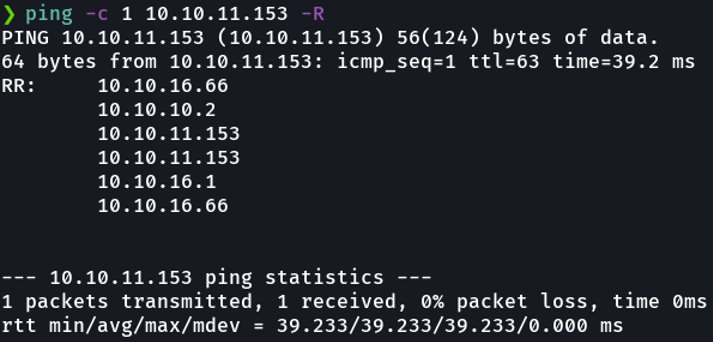 ❯ ping -c 1 10.10.11.153 -R
PING 10.10.11.153 (10.10.11.153) 56(124) bytes of data.
64 bytes from 10.10.11.153: icmp_seq=1 ttl=63 time=39.2 ms
RR:     10.10.16.66
        10.10.10.2
        10.10.11.153
        10.10.11.153
        10.10.16.1
        10.10.16.66
--- 10.10.11.153 ping statistics ---
1 packets transmitted, 1 received, 0% packet loss, time 0ms
rtt min/avg/max/mdev = 39.233/39.233/39.233/0.000 ms